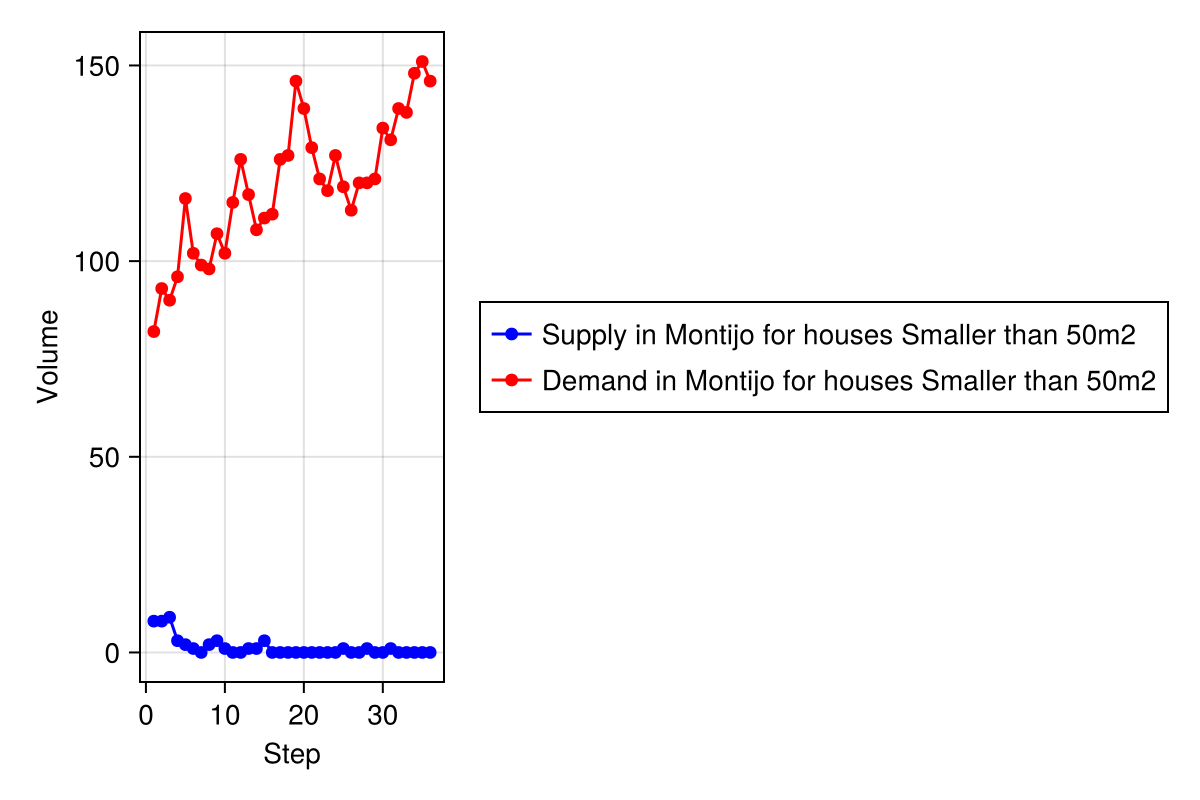 Volume
150
100
50
0
0 10 20 30
Step
Supply in Montijo for houses Smaller than 50m2
Demand in Montijo for houses Smaller than 50m2